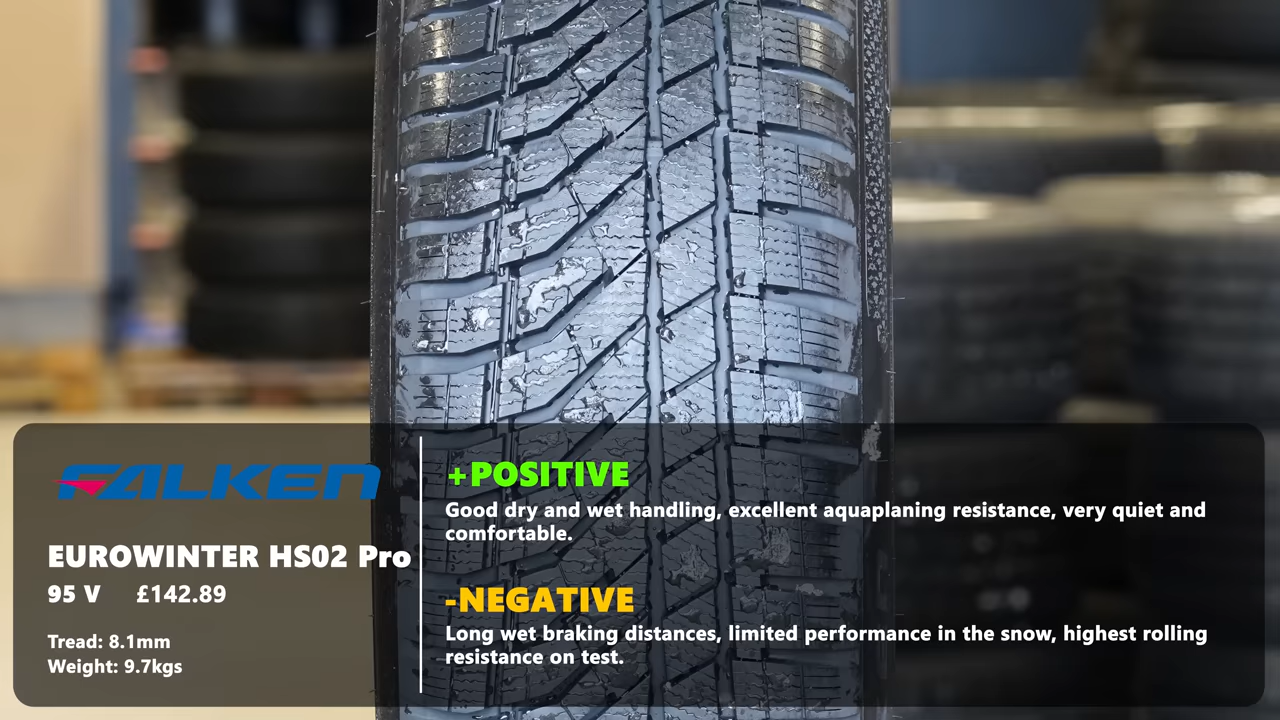 FALKEN
EUROWINTER HS02 Pro
95 V £142.89
Tread: 8.1mm
Weight: 9.7kgs
+POSITIVE
Good dry and wet handling, excellent aquaplaning resistance, very quiet and
comfortable.
-NEGATIVE
Long wet braking distances, limited performance in the snow, highest rolling
resistance on test.